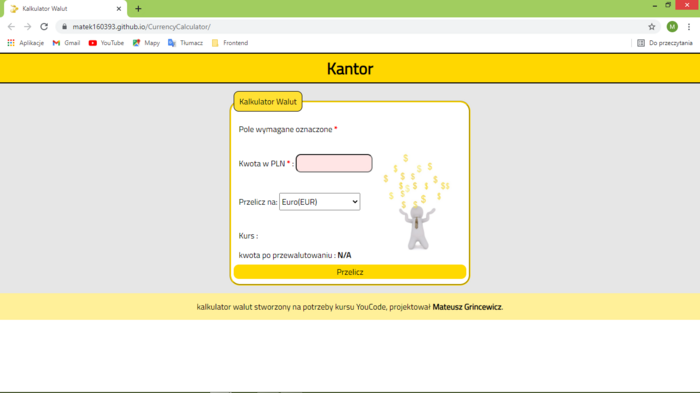 Kalkulator Walut
matek160393.github.io/CurrencyCalculator/
M
Aplikacje Gmail YouTube Mapy Tłumacz Frontend Do przeczytania
Kantor
Kalkulator Walut
Pole wymagane oznaczone *
Kwota w PLN * :
Przelicz na: Euro(EUR)
Kurs :
kwota po przewalutowaniu : N/A
Przelicz
kalkulator walut stworzony na potrzeby kursu YouCode, projektował Mateusz Grincewicz.